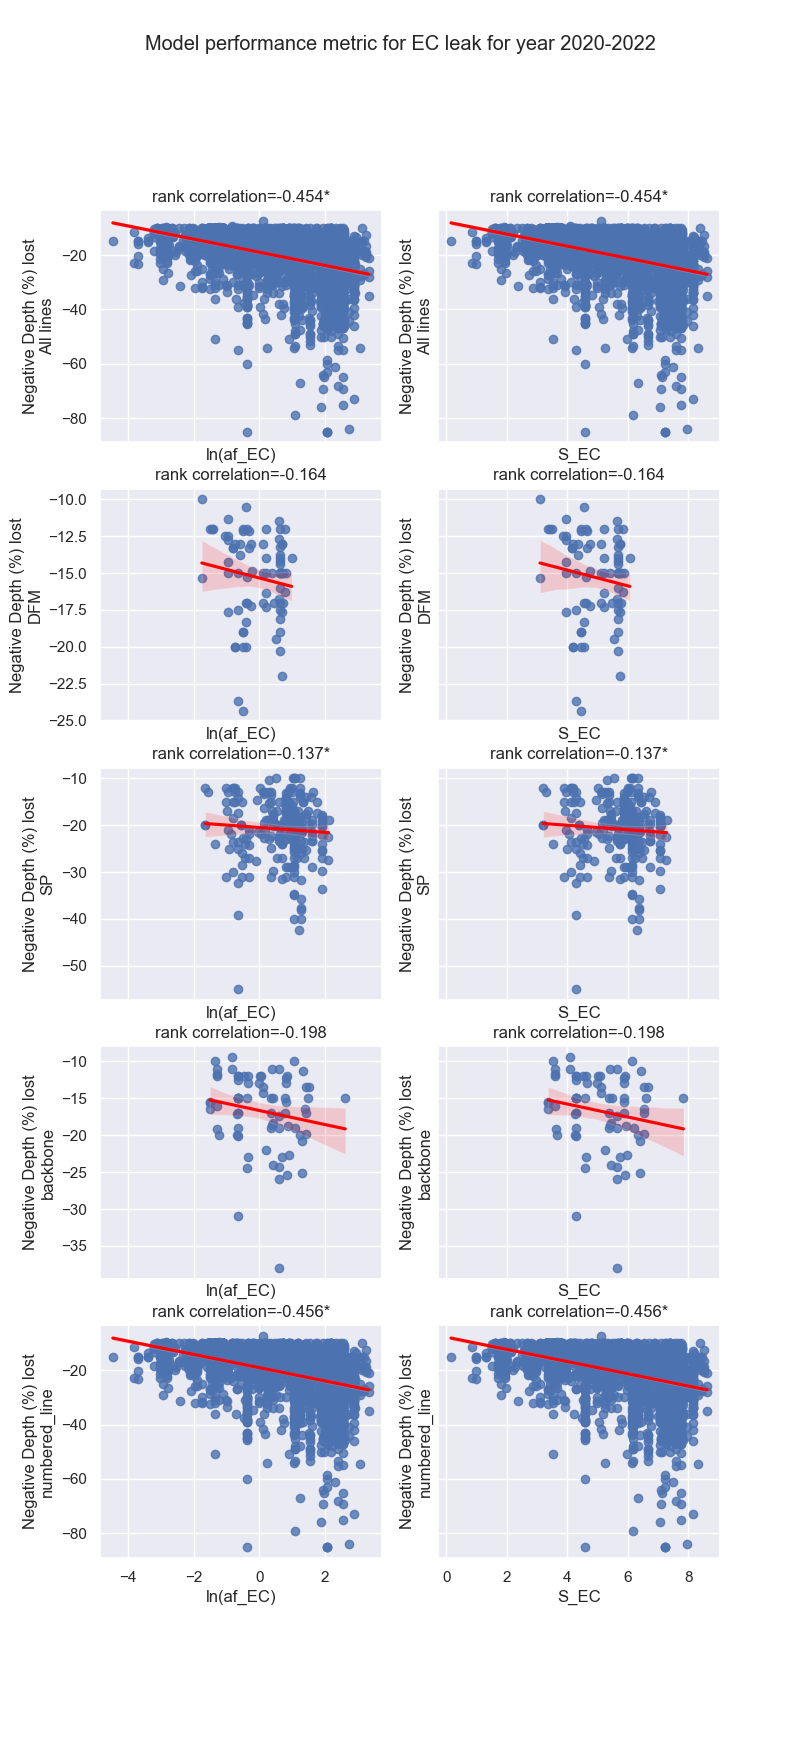 Model performance metric for EC leak for year 2020-2022
rank correlation=-0.454*
rank correlation=-0.454*
Negative Depth (%) lost
All lines
−20
−40
−60
−80
ln(af_EC)
Negative Depth (%) lost
All lines
S_EC
rank correlation=-0.164
rank correlation=-0.164
Negative Depth (%) lost
DFM
−10.0
−12.5
−15.0
−17.5
−20.0
−22.5
−25.0
ln(af_EC)
Negative Depth (%) lost
DFM
S_EC
rank correlation=-0.137*
rank correlation=-0.137*
Negative Depth (%) lost
SP
−10
−20
−30
−40
−50
ln(af_EC)
Negative Depth (%) lost
SP
S_EC
rank correlation=-0.198
rank correlation=-0.198
Negative Depth (%) lost
backbone
−10
−15
−20
−25
−30
−35
ln(af_EC)
Negative Depth (%) lost
backbone
S_EC
rank correlation=-0.456*
rank correlation=-0.456*
Negative Depth (%) lost
numbered_line
−20
−40
−60
−80
−4 −2 0 2
ln(af_EC)
Negative Depth (%) lost
numbered_line
0 2 4 6 8
S_EC